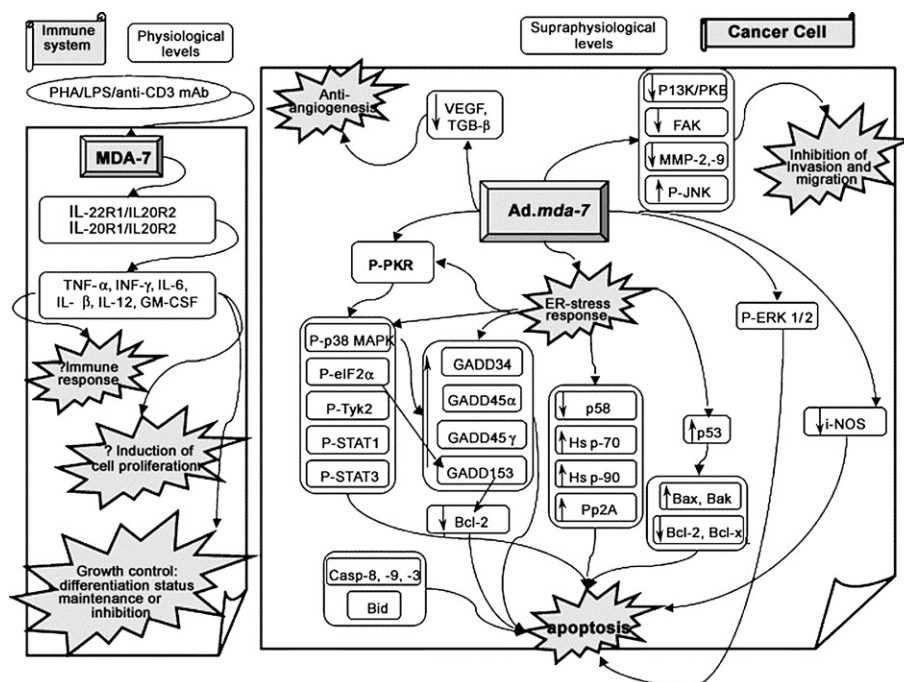 Immune
system
Physiological
levels
PHA/LPS/anti-CD3 mAb
MDA-7
IL-22R1/IL20R2
IL-20R1/IL20R2
TNF-α, INF-γ, IL-6,
IL- β, IL-12, GM-CSF
?Immune
response
? Induction of
cell proliferation
Growth control:
differentiation status
maintenance or
inhibition
Supraphysiological
levels
Cancer Cell
Anti-
angiogenesis
↓ VEGF,
TGB-β
↓ P13K/PKB
↓ FAK
↓ MMP-2,-9
↑ P-JNK
Inhibition of
Invasion and
migration
Ad.mda-7
P-PKR
ER-stress
response
P-ERK 1/2
P-p38 MAPK
P-eIF2α
P-Tyk2
P-STAT1
P-STAT3
GADD34
GADD45α
GADD45γ
GADD153
↓ p58
↑ Hs p-70
↑ Hs p-90
↑ Pp2A
↑ p53
↓ i-NOS
↑ Bax, Bak
↓ Bcl-2, Bcl-x
↓ Bcl-2
Casp-8, -9, -3
Bid
apoptosis